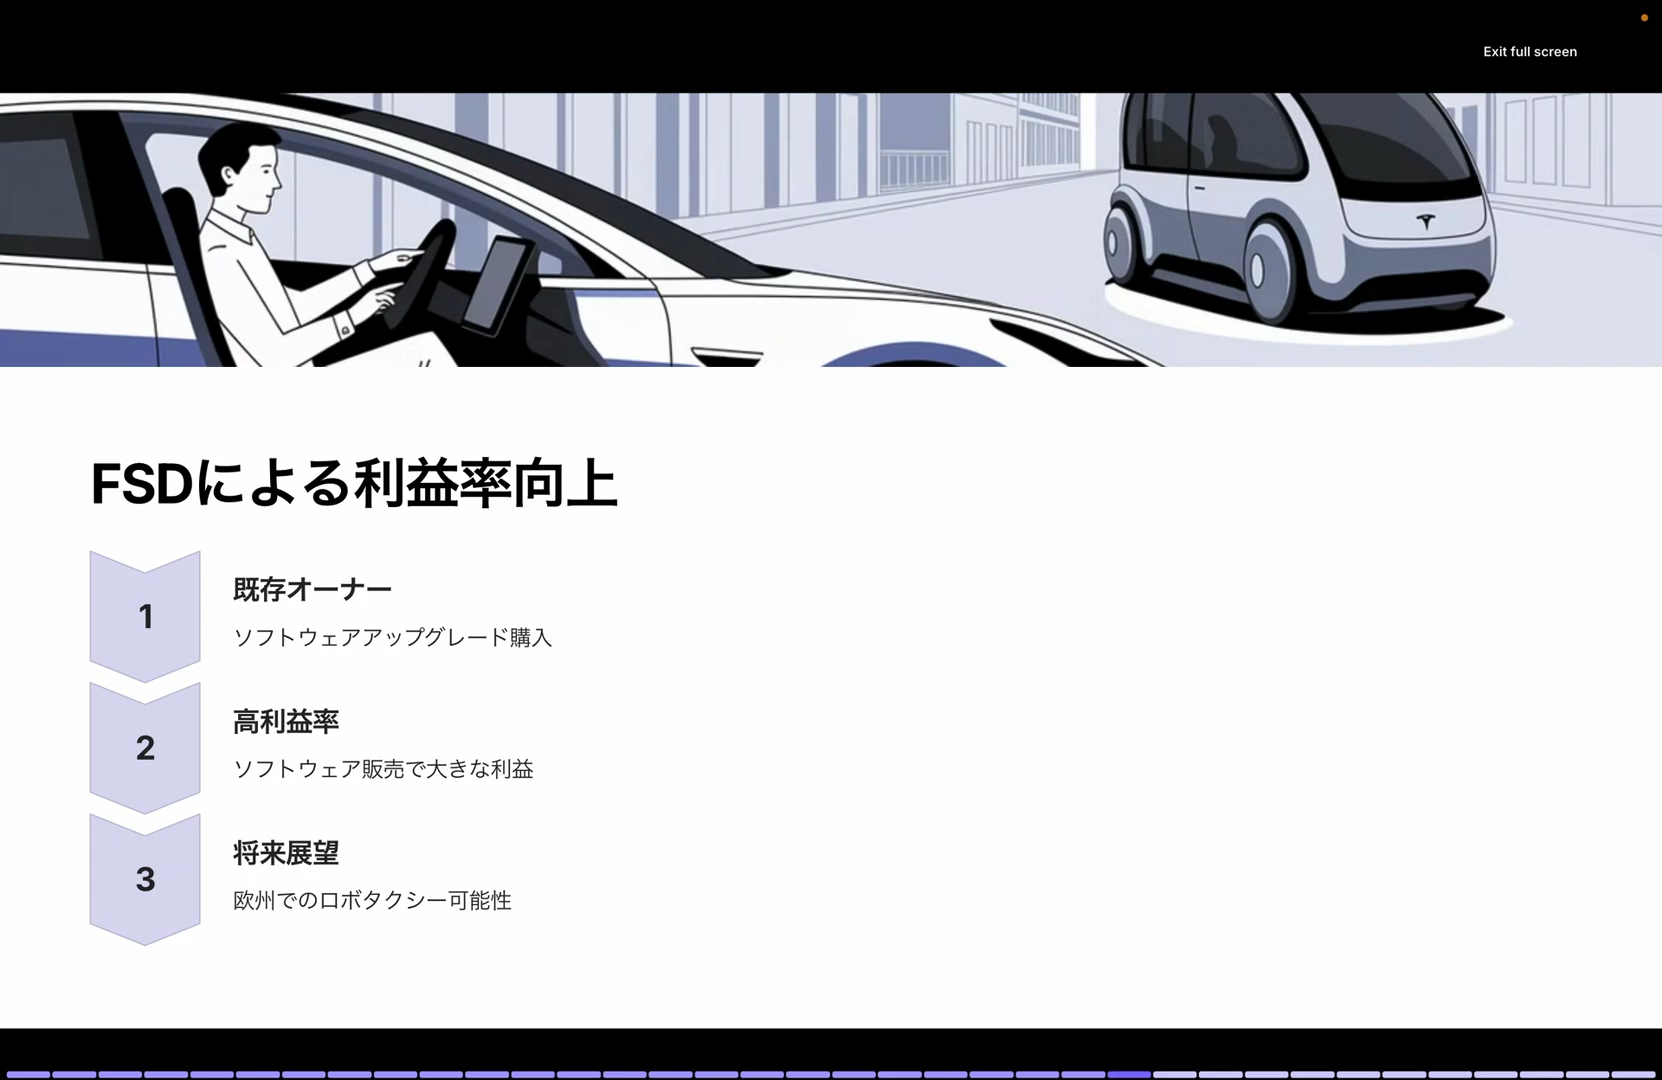 Exit full screen
FSDによる利益率向上
1
既存オーナー
ソフトウェアアップグレード購入
2
高利益率
ソフトウェア販売で大きな利益
3
将来展望
欧州でのロボタクシー可能性